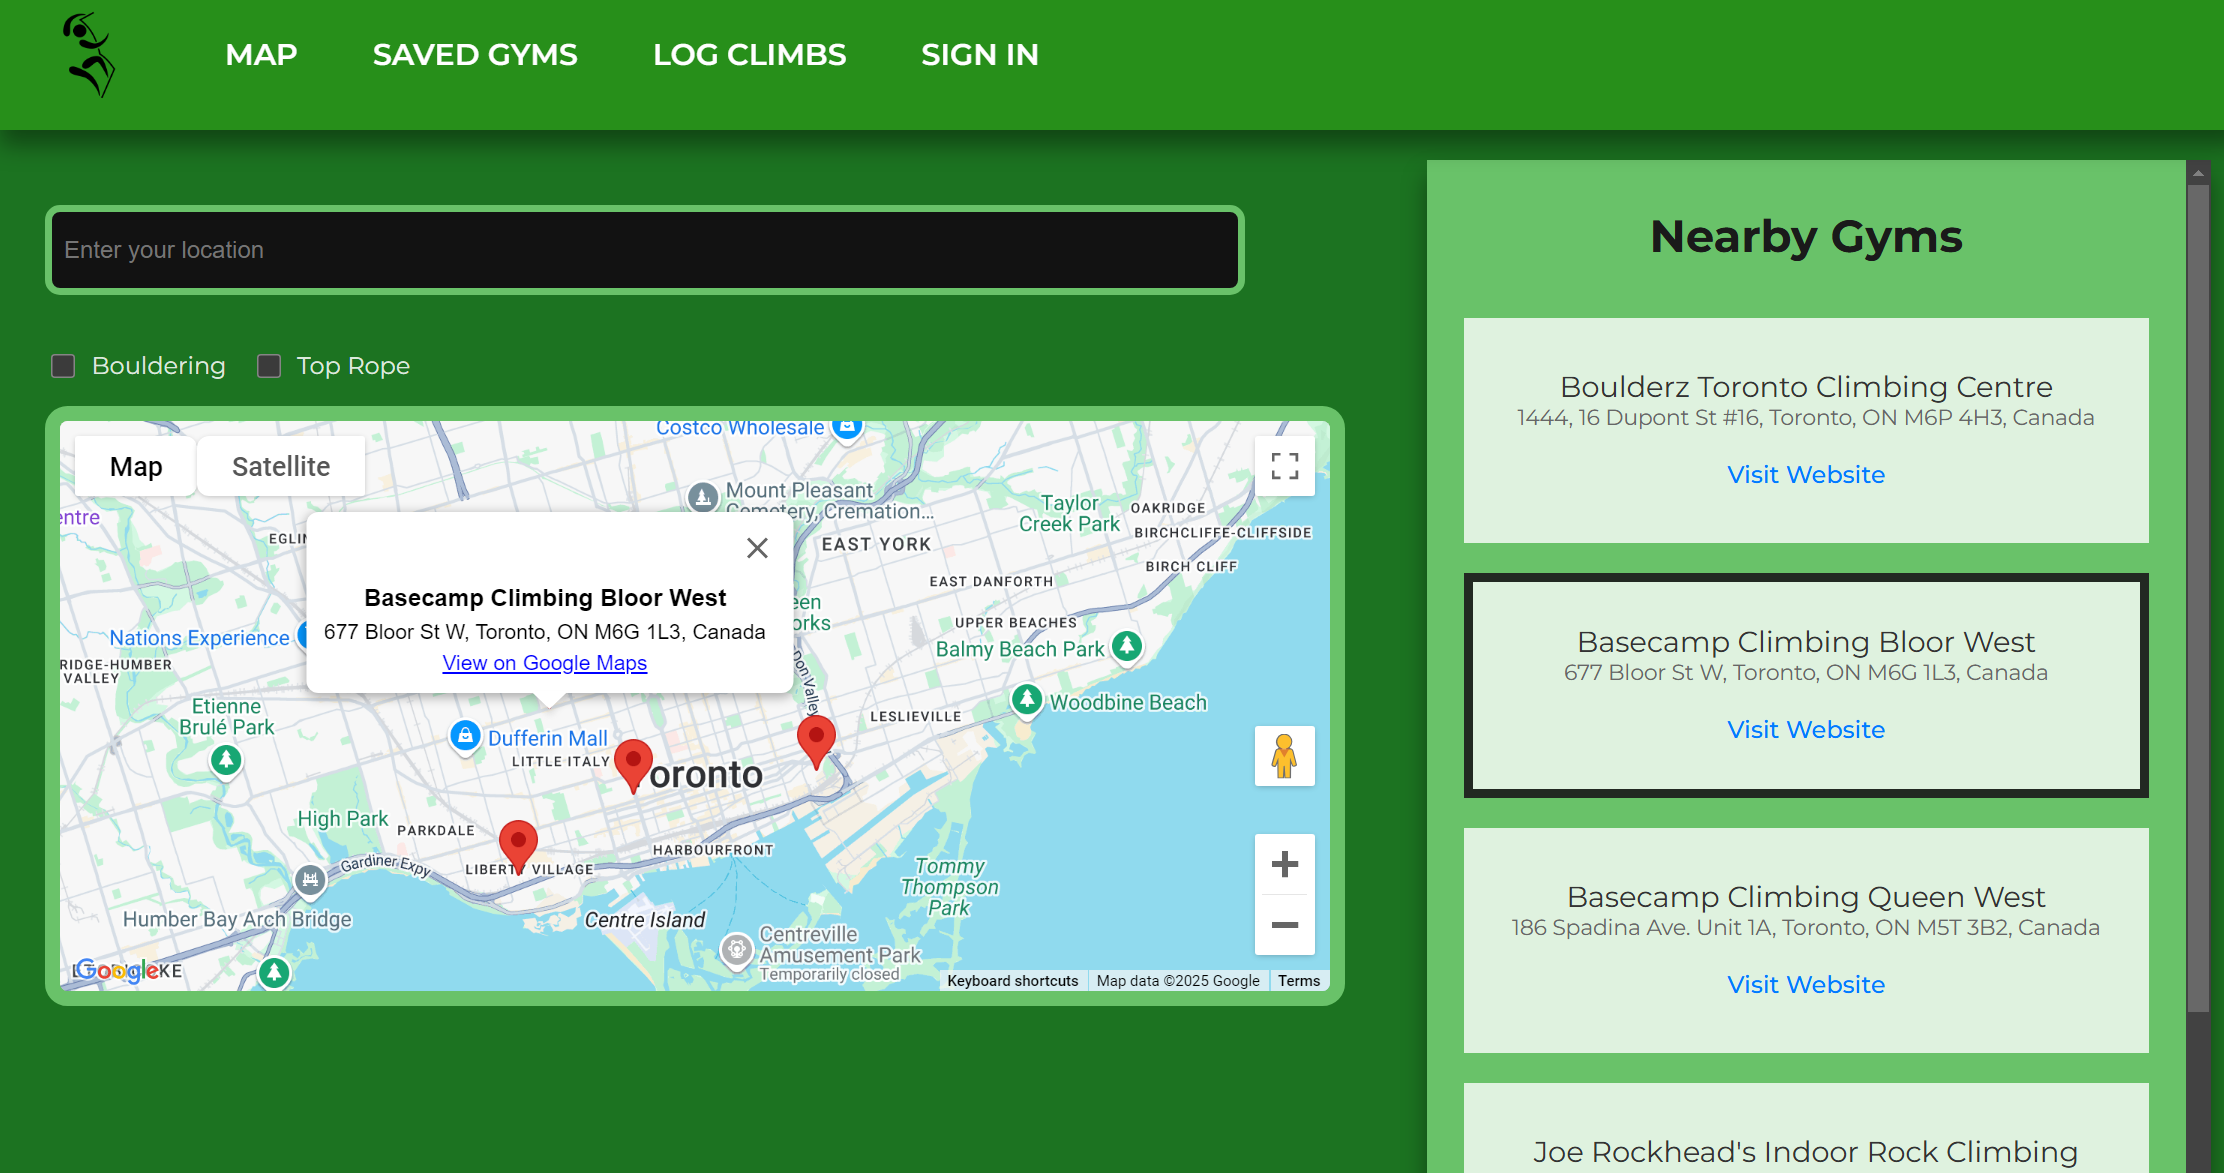 MAP SAVED GYMS LOG CLIMBS SIGN IN
Enter your location
Bouldering Top Rope
Map Satellite
Costco Wholesale
Mount Pleasant
Cemetery, Cremation...
Taylor
Creek Park
OAKRIDGE
BIRCHCLIFFE-CLIFFSIDE
EAST YORK
BIRCH CLIFF
EAST DANFORTH
UPPER BEACHES
Balmy Beach Park
Woodbine Beach
LESLIEVILLE
Basecamp Climbing Bloor West
677 Bloor St W, Toronto, ON M6G 1L3, Canada
View on Google Maps
Nations Experience
RIDGE-HUMBER
VALLEY
Etienne
Brulé Park
Dufferin Mall
LITTLE ITALY
oronto
High Park
PARKDALE
Gardiner Expy
LIBERTY VILLAGE
HARBOURFRONT
Humber Bay Arch Bridge
Centre Island
Tommy
Thompson
Park
Centreville
Amusement Park
Temporarily closed
Google
Keyboard shortcuts Map data ©2025 Google Terms
Nearby Gyms
Boulderz Toronto Climbing Centre
1444, 16 Dupont St #16, Toronto, ON M6P 4H3, Canada
Visit Website
Basecamp Climbing Bloor West
677 Bloor St W, Toronto, ON M6G 1L3, Canada
Visit Website
Basecamp Climbing Queen West
186 Spadina Ave. Unit 1A, Toronto, ON M5T 3B2, Canada
Visit Website
Joe Rockhead's Indoor Rock Climbing